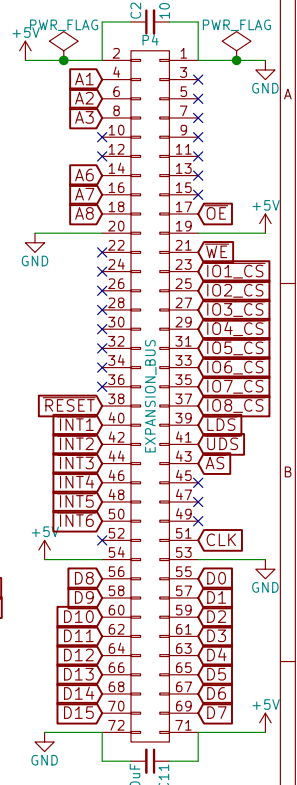 C2
10
+5V
PWR_FLAG
PWR_FLAG
P4
2
1
GND
A1
4
3
A2
6
5
A3
8
7
A
10
9
12
11
A6
14
13
A7
16
15
A8
18
17
OE
+5V
20
19
GND
22
21
WE
24
23
IO1_CS
26
25
IO2_CS
28
27
IO3_CS
30
29
IO4_CS
32
31
IO5_CS
34
33
IO6_CS
36
35
IO7_CS
EXPANSION_BUS
RESET
38
37
IO8_CS
INT1
40
39
LDS
INT2
42
41
UDS
INT3
44
43
AS
INT4
46
45
B
INT5
48
47
INT6
50
49
+5V
52
51
CLK
54
53
GND
D8
56
55
D0
D9
58
57
D1
D10
60
59
D2
D11
62
61
D3
D12
64
63
D4
D13
66
65
D5
D14
68
67
D6
D15
70
69
D7
+5V
72
71
GND
0uF
C11